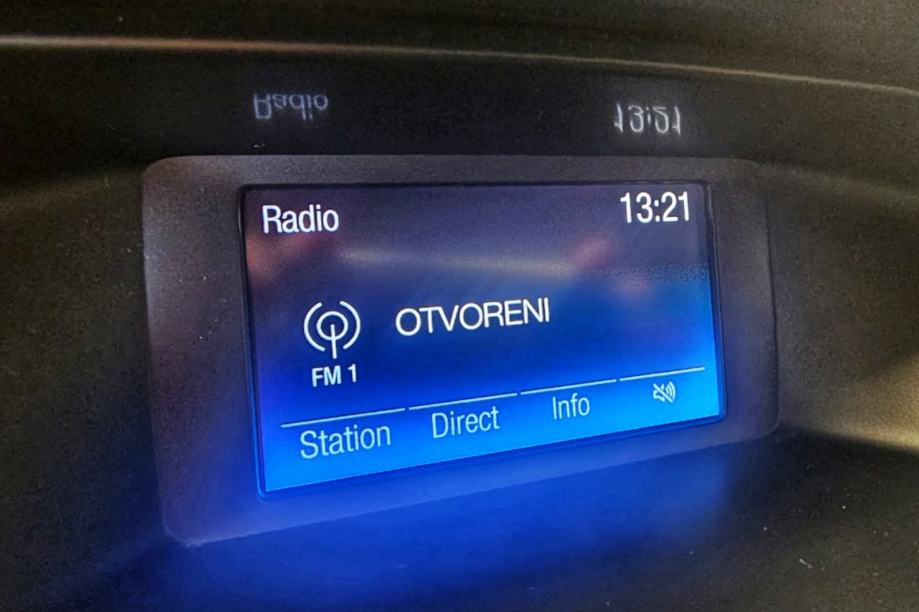 Radio 13:21
OTVORENI
FM 1
Station Direct Info